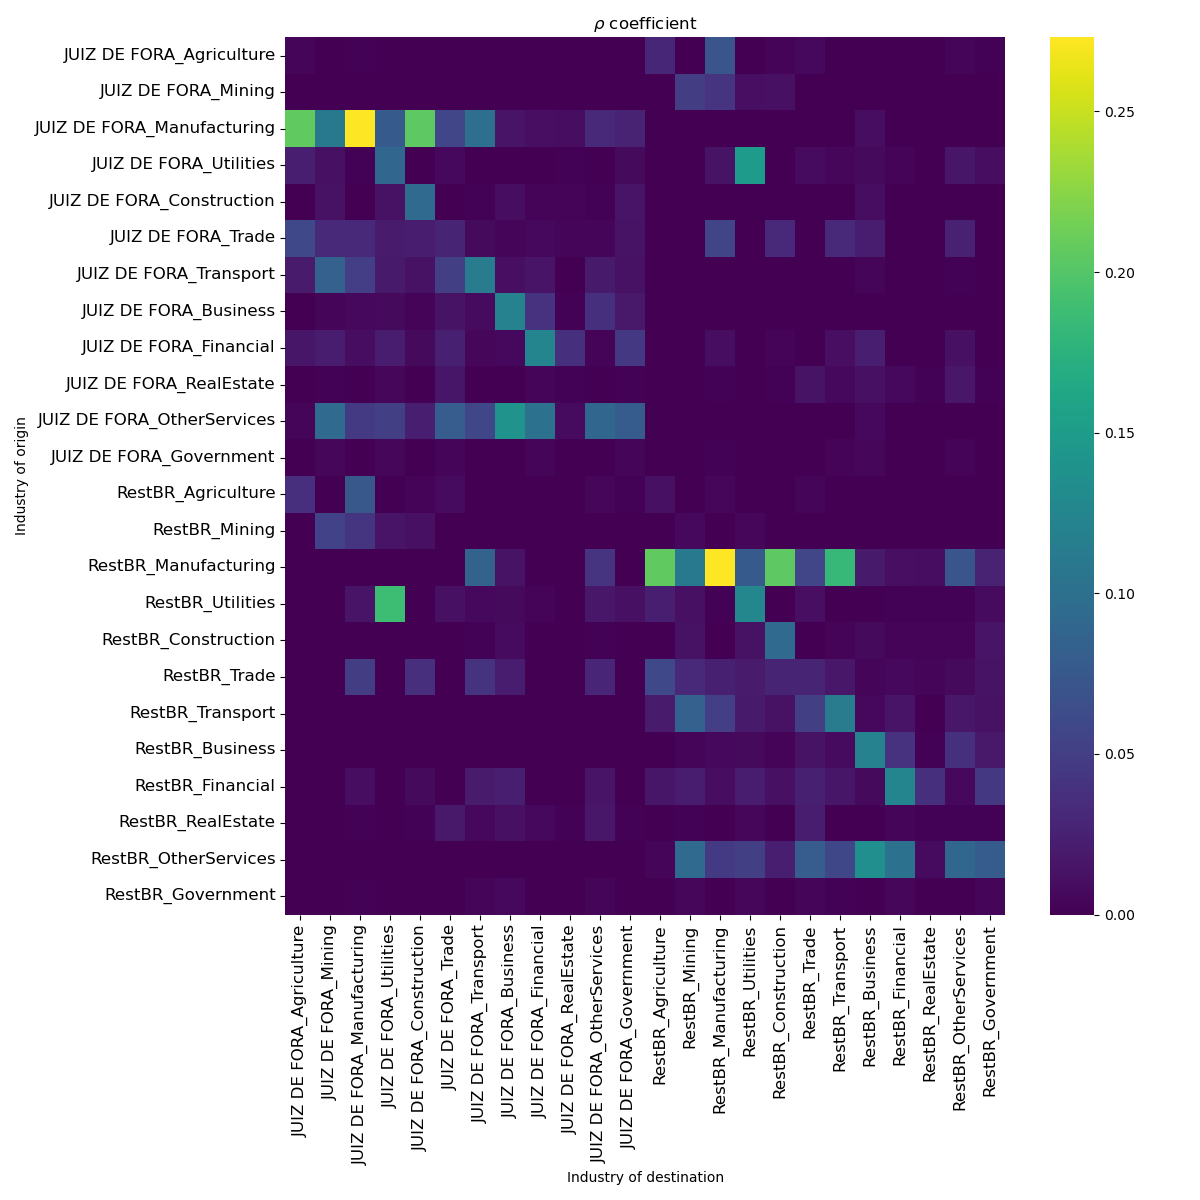 ρ coefficient
JUIZ DE FORA_Agriculture
JUIZ DE FORA_Mining
JUIZ DE FORA_Manufacturing
JUIZ DE FORA_Utilities
JUIZ DE FORA_Construction
JUIZ DE FORA_Trade
JUIZ DE FORA_Transport
JUIZ DE FORA_Business
JUIZ DE FORA_Financial
JUIZ DE FORA_RealEstate
JUIZ DE FORA_OtherServices
JUIZ DE FORA_Government
RestBR_Agriculture
RestBR_Mining
RestBR_Manufacturing
RestBR_Utilities
RestBR_Construction
RestBR_Trade
RestBR_Transport
RestBR_Business
RestBR_Financial
RestBR_RealEstate
RestBR_OtherServices
RestBR_Government
Industry of origin
JUIZ DE FORA_Agriculture
JUIZ DE FORA_Mining
JUIZ DE FORA_Manufacturing
JUIZ DE FORA_Utilities
JUIZ DE FORA_Construction
JUIZ DE FORA_Trade
JUIZ DE FORA_Transport
JUIZ DE FORA_Business
JUIZ DE FORA_Financial
JUIZ DE FORA_RealEstate
JUIZ DE FORA_OtherServices
JUIZ DE FORA_Government
RestBR_Agriculture
RestBR_Mining
RestBR_Manufacturing
RestBR_Utilities
RestBR_Construction
RestBR_Trade
RestBR_Transport
RestBR_Business
RestBR_Financial
RestBR_RealEstate
RestBR_OtherServices
RestBR_Government
Industry of destination
0.25
0.20
0.15
0.10
0.05
0.00